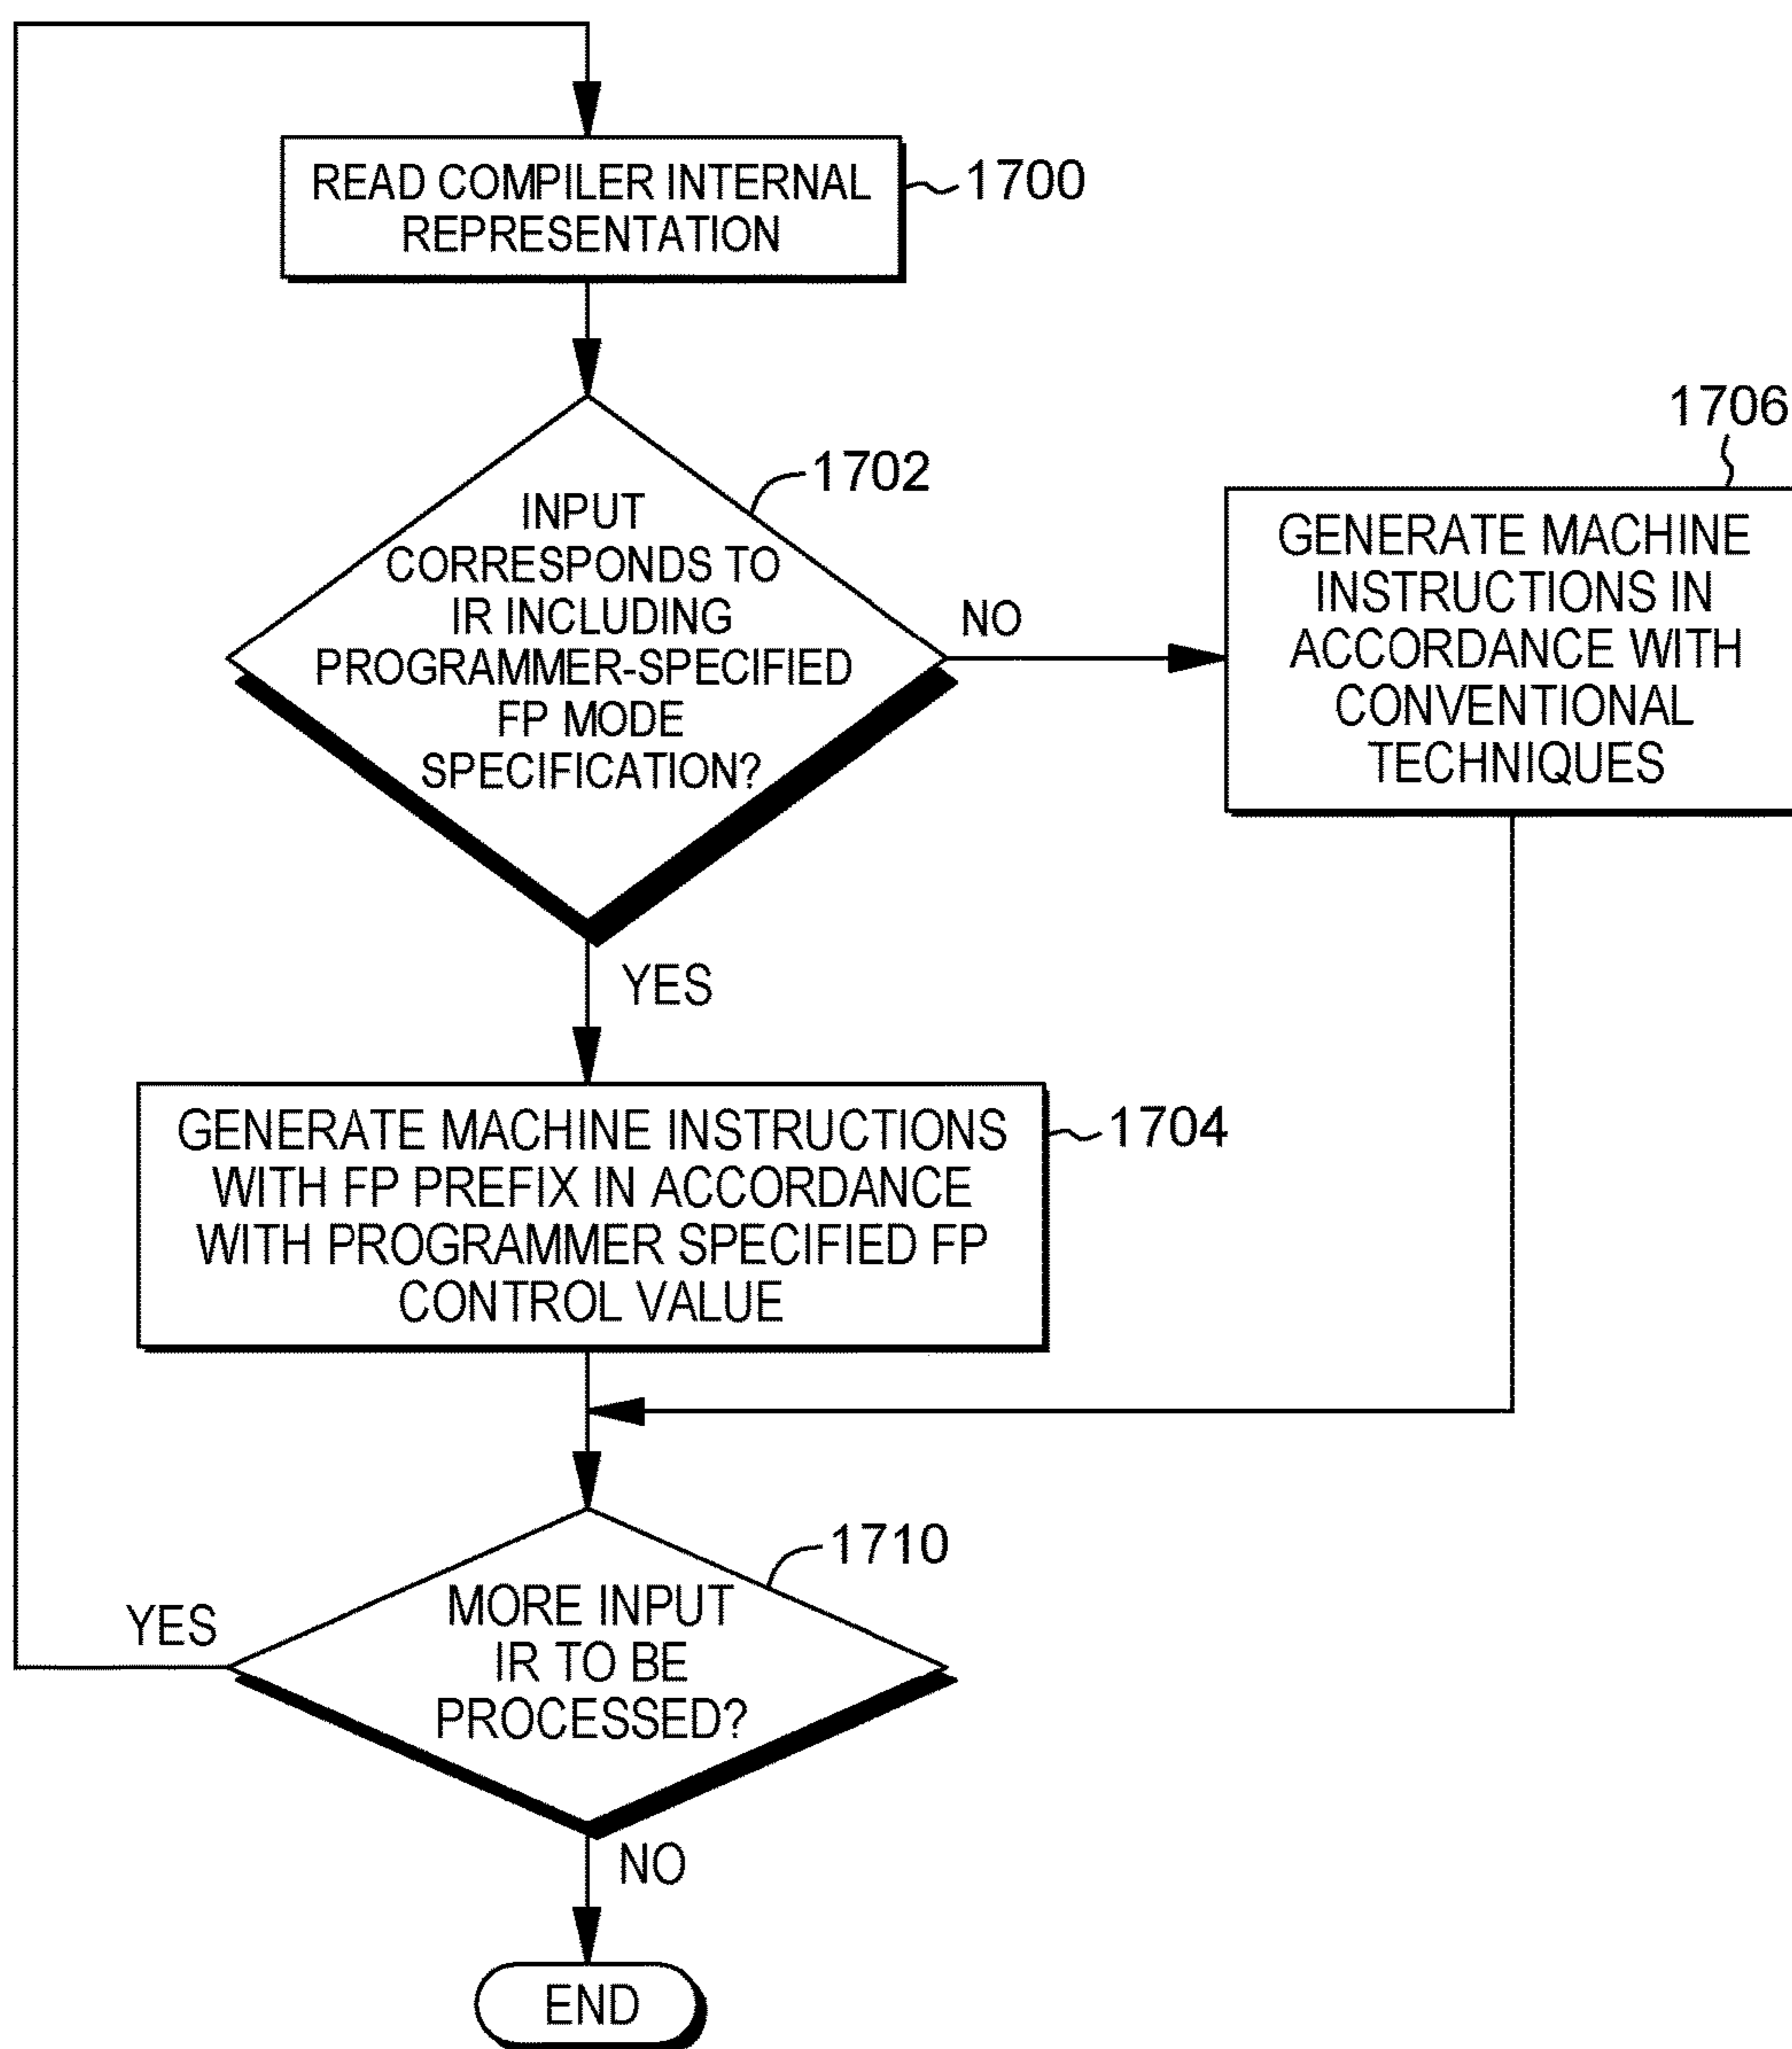 READ COMPILER INTERNAL
REPRESENTATION
1700
1702
INPUT
CORRESPONDS TO
IR INCLUDING
PROGRAMMER-SPECIFIED
FP MODE
SPECIFICATION?
NO
1706
GENERATE MACHINE
INSTRUCTIONS IN
ACCORDANCE WITH
CONVENTIONAL
TECHNIQUES
YES
GENERATE MACHINE INSTRUCTIONS
WITH FP PREFIX IN ACCORDANCE
WITH PROGRAMMER SPECIFIED FP
CONTROL VALUE
1704
1710
MORE INPUT
IR TO BE
PROCESSED?
YES
NO
END